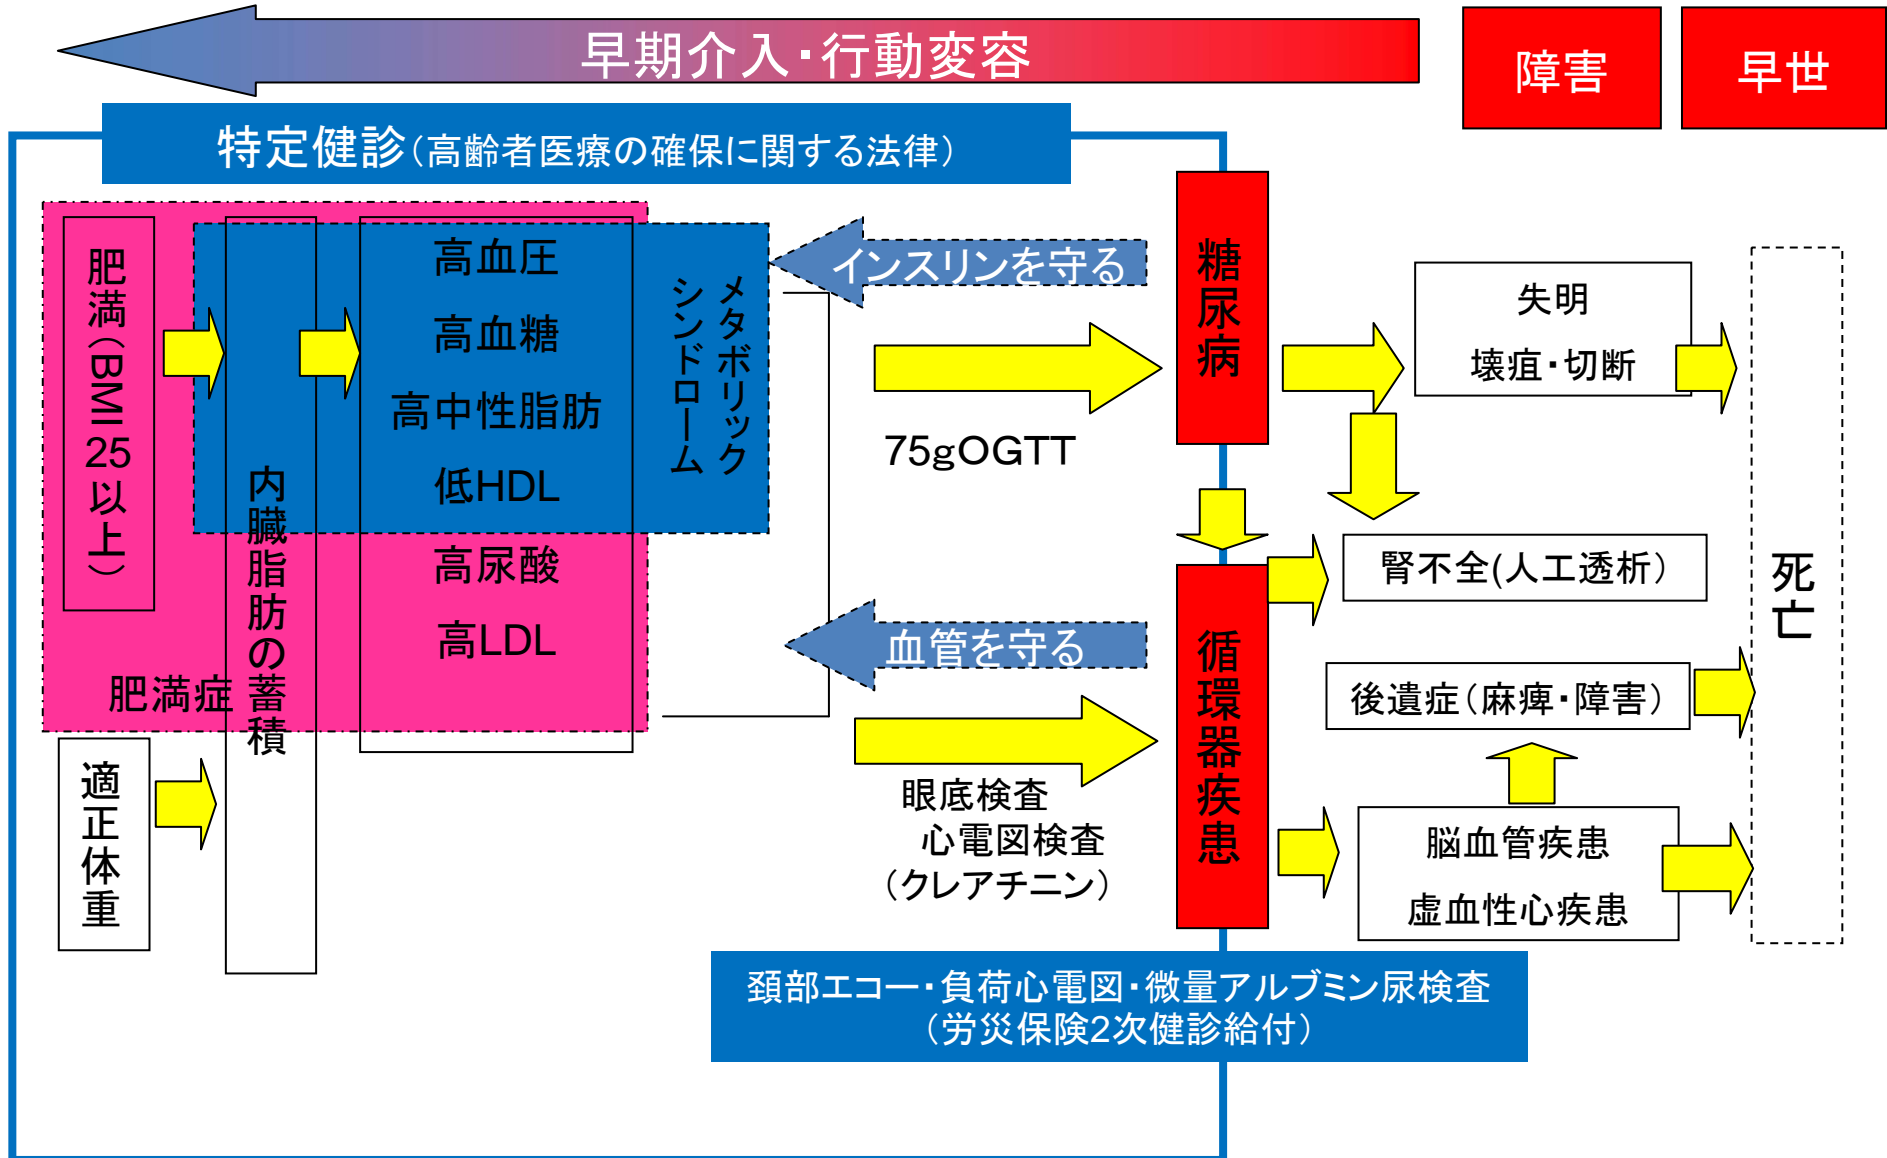 早期介入・行動変容
障害
早世
特定健診（高齢者医療の確保に関する法律）
肥満（BMI25以上）
内臓脂肪の蓄積
高血圧
高血糖
高中性脂肪
低HDL
高尿酸
高LDL
メタボリック
シンドローム
肥満症
適正体重
インスリンを守る
75gOGTT
血管を守る
眼底検査
心電図検査
（クレアチニン）
糖尿病
循環器疾患
失明
壊疽・切断
腎不全(人工透析）
後遺症（麻痺・障害）
脳血管疾患
虚血性心疾患
死亡
頚部エコー・負荷心電図・微量アルブミン尿検査
（労災保険2次健診給付）